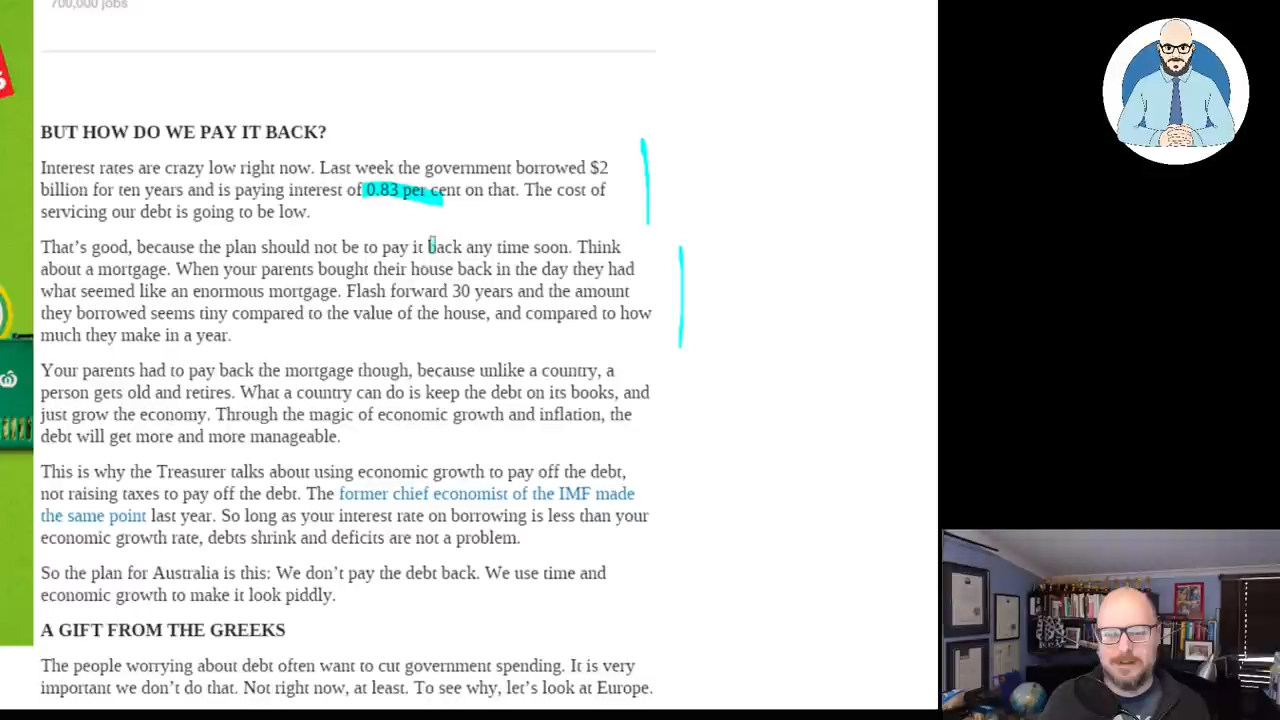 700,000 jobs
BUT HOW DO WE PAY IT BACK?
Interest rates are crazy low right now. Last week the government borrowed $2
billion for ten years and is paying interest of 0.83 per cent on that. The cost of
servicing our debt is going to be low.
That’s good, because the plan should not be to pay it back any time soon. Think
about a mortgage. When your parents bought their house back in the day they had
what seemed like an enormous mortgage. Flash forward 30 years and the amount
they borrowed seems tiny compared to the value of the house, and compared to how
much they make in a year.
Your parents had to pay back the mortgage though, because unlike a country, a
person gets old and retires. What a country can do is keep the debt on its books, and
just grow the economy. Through the magic of economic growth and inflation, the
debt will get more and more manageable.
This is why the Treasurer talks about using economic growth to pay off the debt,
not raising taxes to pay off the debt. The former chief economist of the IMF made
the same point last year. So long as your interest rate on borrowing is less than your
economic growth rate, debts shrink and deficits are not a problem.
So the plan for Australia is this: We don’t pay the debt back. We use time and
economic growth to make it look piddly.
A GIFT FROM THE GREEKS
The people worrying about debt often want to cut government spending. It is very
important we don’t do that. Not right now, at least. To see why, let’s look at Europe.